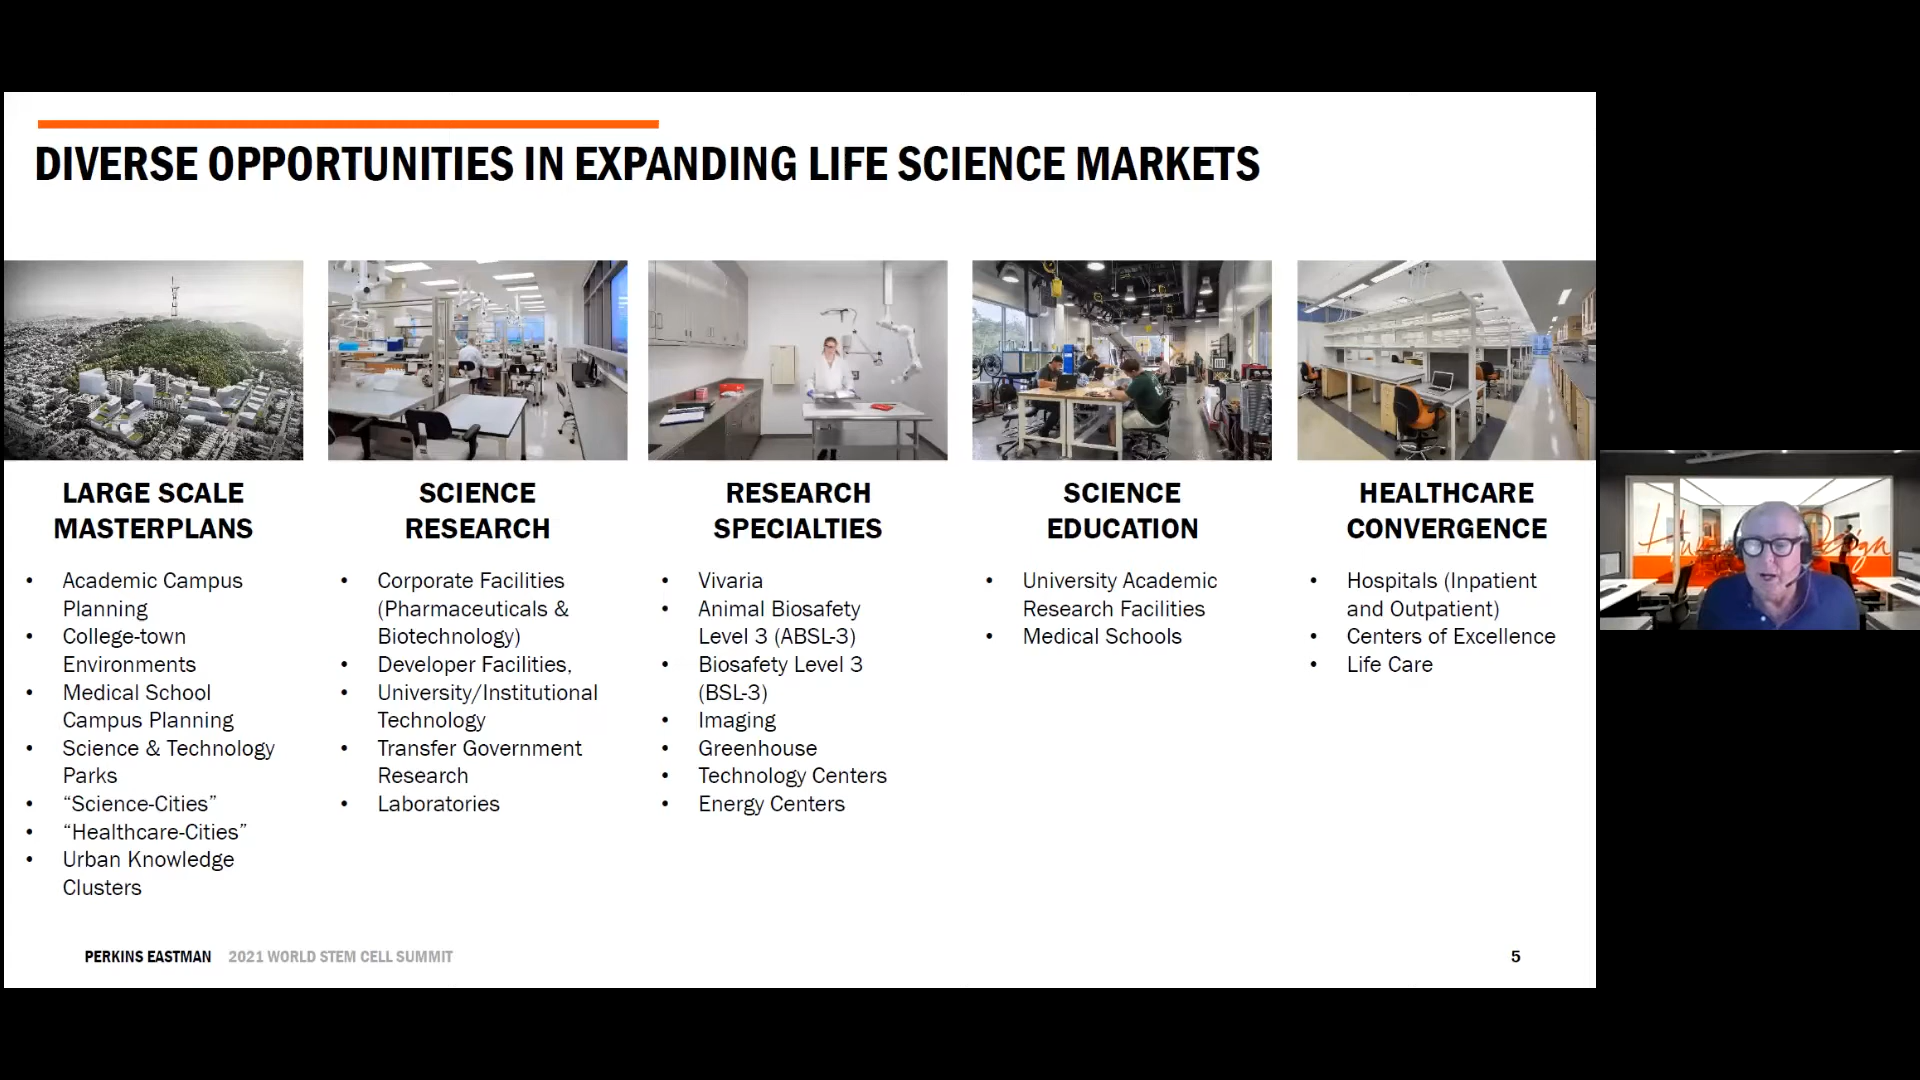 DIVERSE OPPORTUNITIES IN EXPANDING LIFE SCIENCE MARKETS
LARGE SCALE
MASTERPLANS
• Academic Campus
Planning
• College-town
Environments
• Medical School
Campus Planning
• Science & Technology
Parks
• “Science-Cities”
• “Healthcare-Cities”
• Urban Knowledge
Clusters
SCIENCE
RESEARCH
• Corporate Facilities
(Pharmaceuticals &
Biotechnology)
• Developer Facilities,
• University/Institutional
Technology
• Transfer Government
Research
• Laboratories
RESEARCH
SPECIALTIES
• Vivaria
• Animal Biosafety
Level 3 (ABSL-3)
• Biosafety Level 3
(BSL-3)
• Imaging
• Greenhouse
• Technology Centers
• Energy Centers
SCIENCE
EDUCATION
• University Academic
Research Facilities
• Medical Schools
HEALTHCARE
CONVERGENCE
• Hospitals (Inpatient
and Outpatient)
• Centers of Excellence
• Life Care
PERKINS EASTMAN 2021 WORLD STEM CELL SUMMIT
5